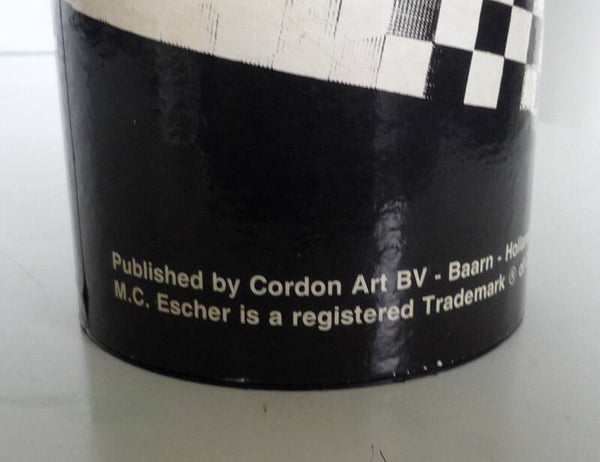 Published by Cordon Art BV - Baarn -
M.C. Escher is a registered Trademark ®